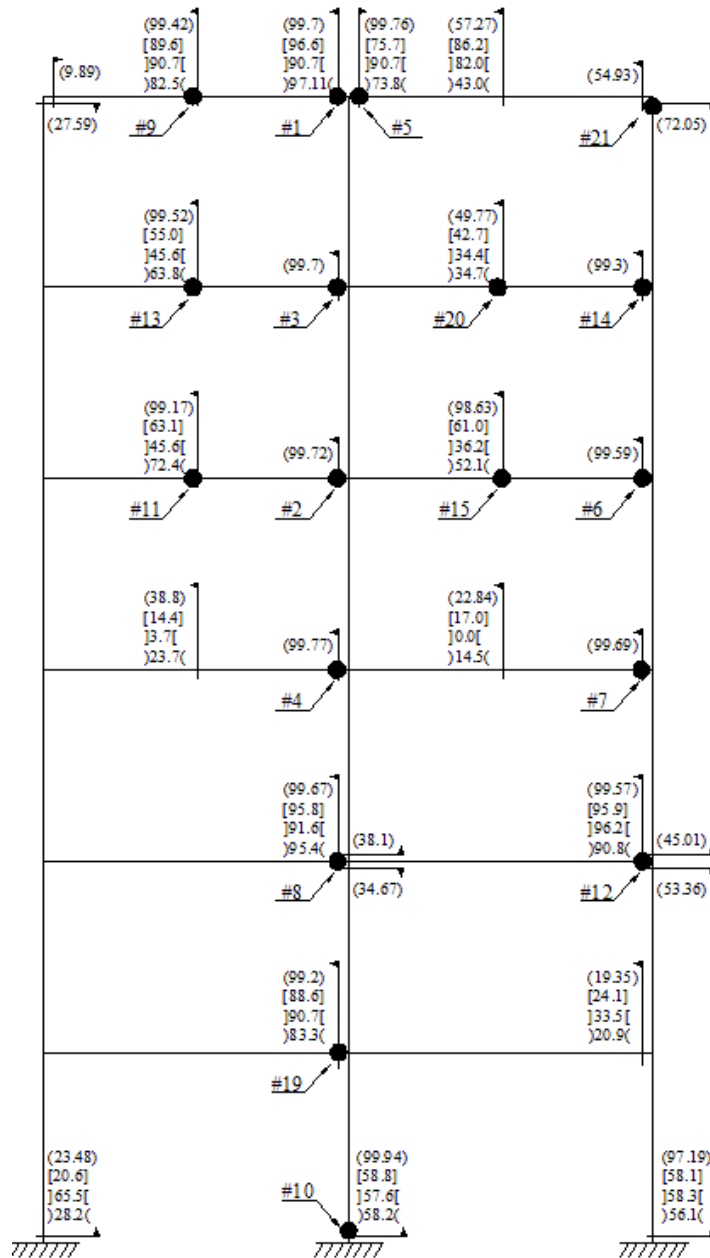 (99.42) (99.7) (99.76) (57.27)
[89.6] [96.6] [75.7] [86.2]
]90.7[ ]90.7[ ]90.7[ ]82.0[
)82.5( )97.11( )73.8( )43.0(
(9.89) (54.93)
(27.59) #9 #1 #5 #21 (72.05)
(99.52) (49.77)
[55.0] [42.7]
]45.6[ (99.7) ]34.4[ (99.3)
)63.8( )34.7(
#13 #3 #20 #14
(99.17) (98.63)
[63.1] [61.0]
]45.6[ (99.72) ]36.2[ (99.59)
)72.4( )52.1(
#11 #2 #15 #6
(38.8) (22.84)
[14.4] [17.0]
]3.7[ (99.77) ]0.0[ (99.69)
)23.7( )14.5(
#4 #7
(99.67) (99.57)
[95.8] [95.9]
]91.6[ ]96.2[
)95.4( (38.1) )90.8( (45.01)
#8 (34.67) #12 (53.36)
(99.2) (19.35)
[88.6] [24.1]
]90.7[ ]33.5[
)83.3( )20.9(
#19
(23.48) (99.94) (97.19)
[20.6] [58.8] [58.1]
]65.5[ #10 ]57.6[ ]58.3[
)28.2( )58.2( )56.1(